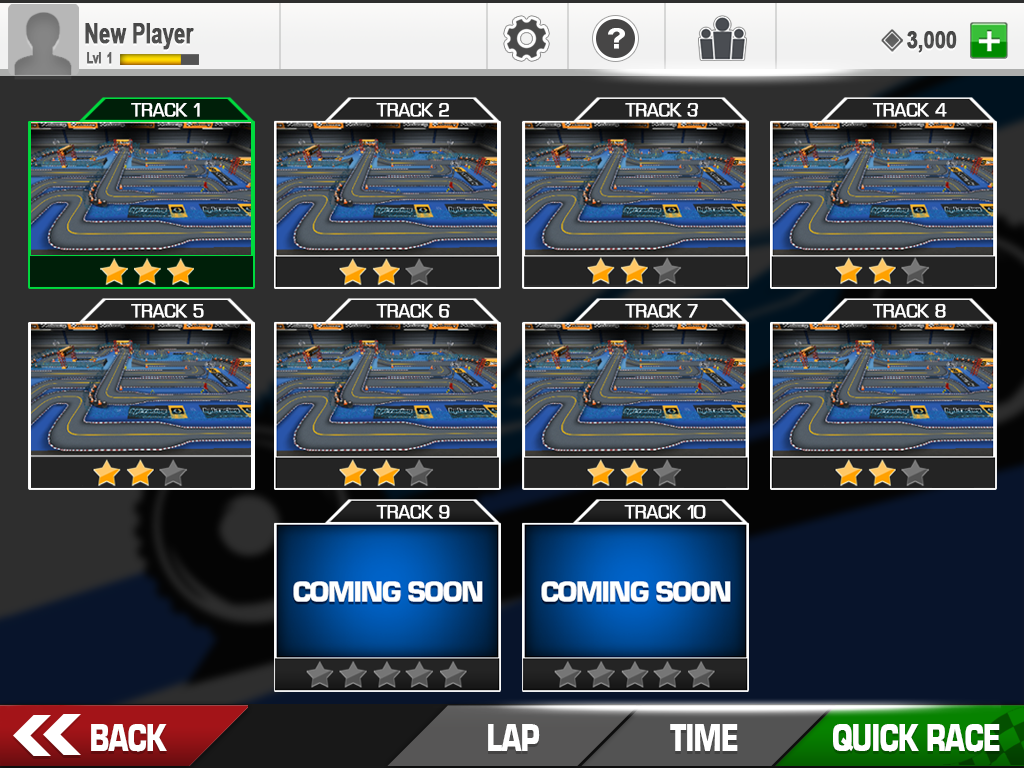 New Player
Lvl 1
?
3,000
TRACK 1
TRACK 2
TRACK 3
TRACK 4
TRACK 5
TRACK 6
TRACK 7
TRACK 8
TRACK 9
TRACK 10
COMING SOON
COMING SOON
BACK
LAP
TIME
QUICK RACE